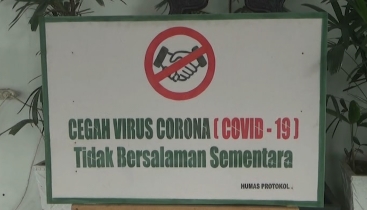 CEGAH VIRUS CORONA ( COVID - 19 )
Tidak Bersalaman Sementara
HUMAS PROTOKOL..